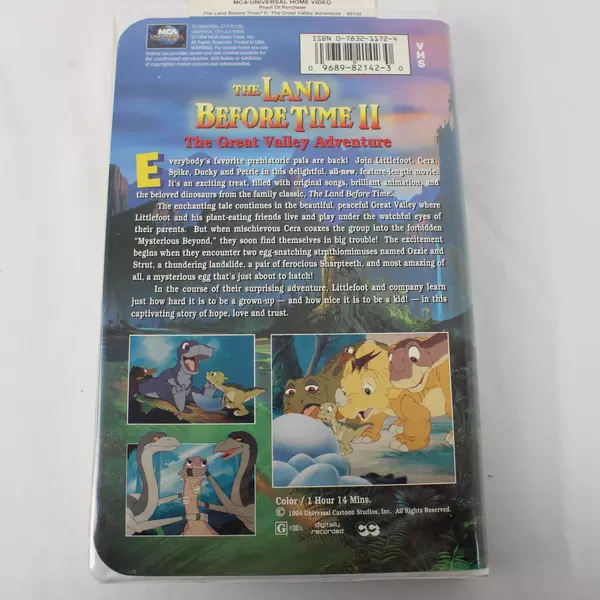 MCA/UNIVERSAL HOME VIDEO
Proof Of Purchase
The Land Before Time® II: The Great Valley Adventure 82142
MCA
UNIVERSAL
ISBN 0-7832-1172-4
0 9689-82142-3 0
VHS
THE LAND
BEFORE TIME II
The Great Valley Adventure
Everybody's favorite prehistoric pals are back! Join Littlefoot, Cera,
Spike, Ducky and Petrie in this delightful, all-new, feature-length movie.
It's an exciting treat, filled with original songs, brilliant animation, and
the beloved dinosaurs from the family classic, The Land Before Time.
The enchanting tale continues in the beautiful, peaceful Great Valley where
Littlefoot and his plant-eating friends live and play under the watchful eyes of
their parents. But when mischievous Cera coaxes the group into the forbidden
"Mysterious Beyond," they soon find themselves in big trouble! The excitement
begins when they encounter two egg-snatching struthiomimuses named Ozzie and
Strut, a thundering landslide, a pair of ferocious Sharpteeth, and most amazing of
all, a mysterious egg that's just about to hatch!
In the course of their surprising adventure, Littlefoot and company learn
just how hard it is to be a grown-up — and how nice it is to be a kid! — in this
captivating story of hope, love and trust.
Color / 1 Hour 14 Mins.
© 1994 Universal Cartoon Studios, Inc. All Rights Reserved.
G
digitally
recorded
CC